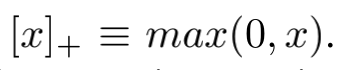 [x]₊ ≡ max(0, x).